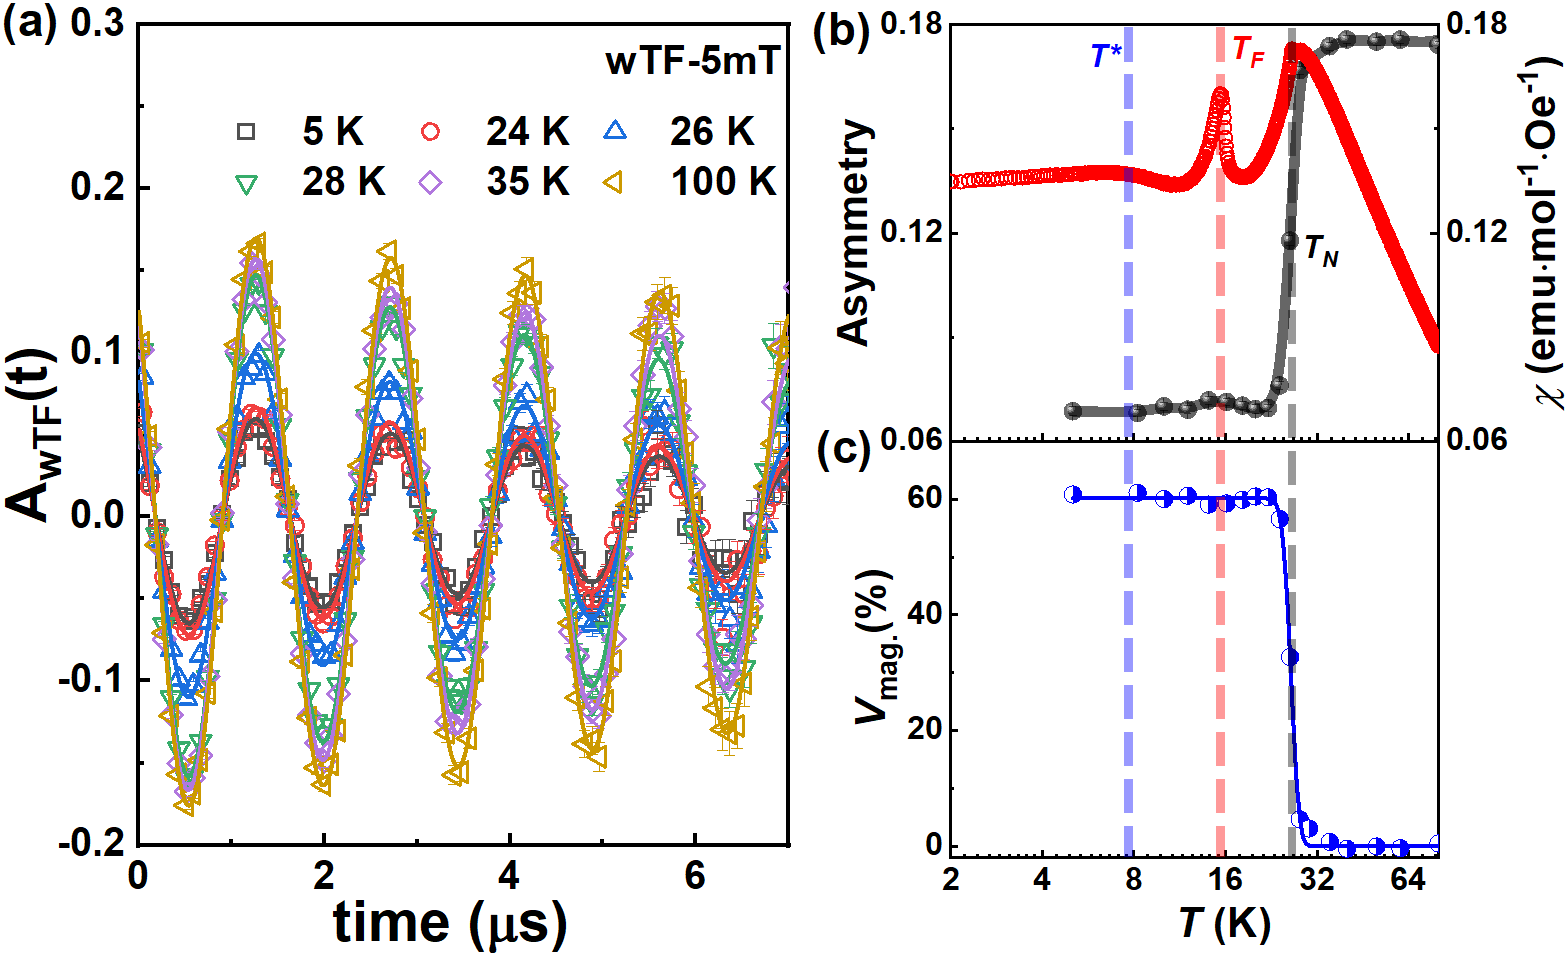 (a)
0.3
0.2
0.1
0.0
-0.1
-0.2
A_wTF(t)
wTF-5mT
5 K 24 K 26 K
28 K 35 K 100 K
0 2 4 6
time (μs)
(b)
0.18
0.12
0.06
Asymmetry
T*
T_F
T_N
0.18
0.12
0.06
χ (emu·mol⁻¹·Oe⁻¹)
(c)
60
40
20
0
V_mag.(%)
2 4 8 16 32 64
T (K)